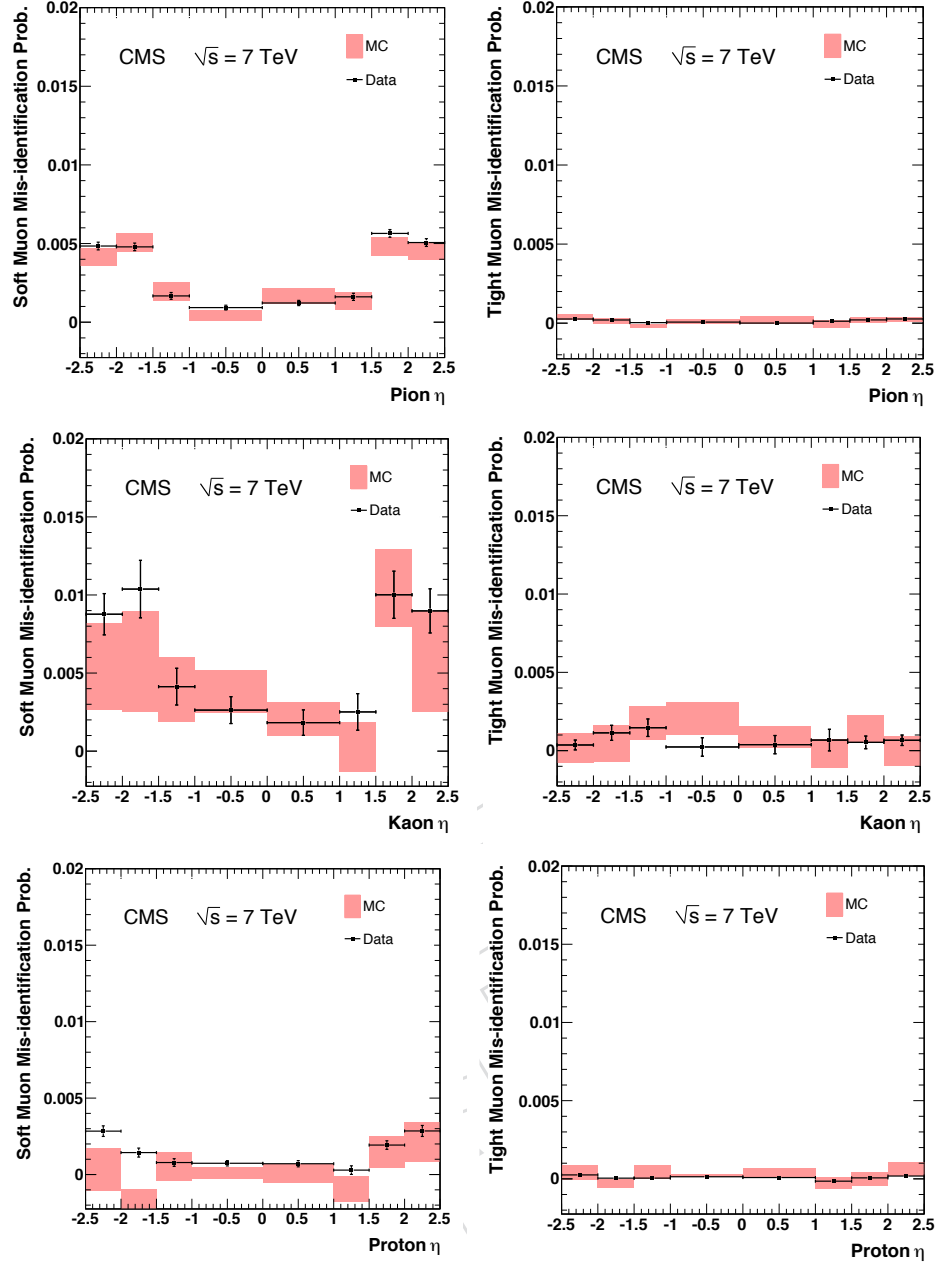 Soft Muon Mis-identification Prob.
0.02
0.015
0.01
0.005
0
CMS √s = 7 TeV
MC
Data
-2.5 -2 -1.5 -1 -0.5 0 0.5 1 1.5 2 2.5
Pion η
Tight Muon Mis-identification Prob.
0.02
0.015
0.01
0.005
0
CMS √s = 7 TeV
MC
Data
-2.5 -2 -1.5 -1 -0.5 0 0.5 1 1.5 2 2.5
Pion η
Soft Muon Mis-identification Prob.
0.02
0.015
0.01
0.005
0
CMS √s = 7 TeV
MC
Data
-2.5 -2 -1.5 -1 -0.5 0 0.5 1 1.5 2 2.5
Kaon η
Tight Muon Mis-identification Prob.
0.02
0.015
0.01
0.005
0
CMS √s = 7 TeV
MC
Data
-2.5 -2 -1.5 -1 -0.5 0 0.5 1 1.5 2 2.5
Kaon η
Soft Muon Mis-identification Prob.
0.02
0.015
0.01
0.005
0
CMS √s = 7 TeV
MC
Data
-2.5 -2 -1.5 -1 -0.5 0 0.5 1 1.5 2 2.5
Proton η
Tight Muon Mis-identification Prob.
0.02
0.015
0.01
0.005
0
CMS √s = 7 TeV
MC
Data
-2.5 -2 -1.5 -1 -0.5 0 0.5 1 1.5 2 2.5
Proton η